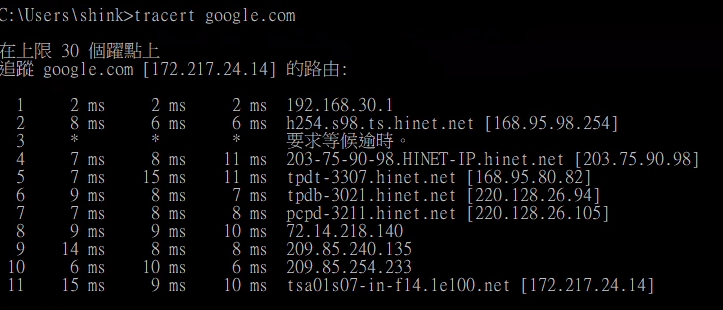 C:\Users\shink>tracert google.com
在上限 30 個躍點上
追蹤 google.com [172.217.24.14] 的路由:
1 2 ms 2 ms 2 ms 192.168.30.1
2 8 ms 6 ms 6 ms h254.s98.ts.hinet.net [168.95.98.254]
3 * * * 要求等候逾時。
4 7 ms 8 ms 11 ms 203-75-90-98.HINET-IP.hinet.net [203.75.90.98]
5 7 ms 15 ms 11 ms tpdt-3307.hinet.net [168.95.80.82]
6 9 ms 8 ms 7 ms tpdb-3021.hinet.net [220.128.26.94]
7 7 ms 8 ms 8 ms pcpd-3211.hinet.net [220.128.26.105]
8 9 ms 9 ms 10 ms 72.14.218.140
9 14 ms 8 ms 8 ms 209.85.240.135
10 6 ms 10 ms 6 ms 209.85.254.233
11 15 ms 9 ms 10 ms tsa01s07-in-f14.1e100.net [172.217.24.14]